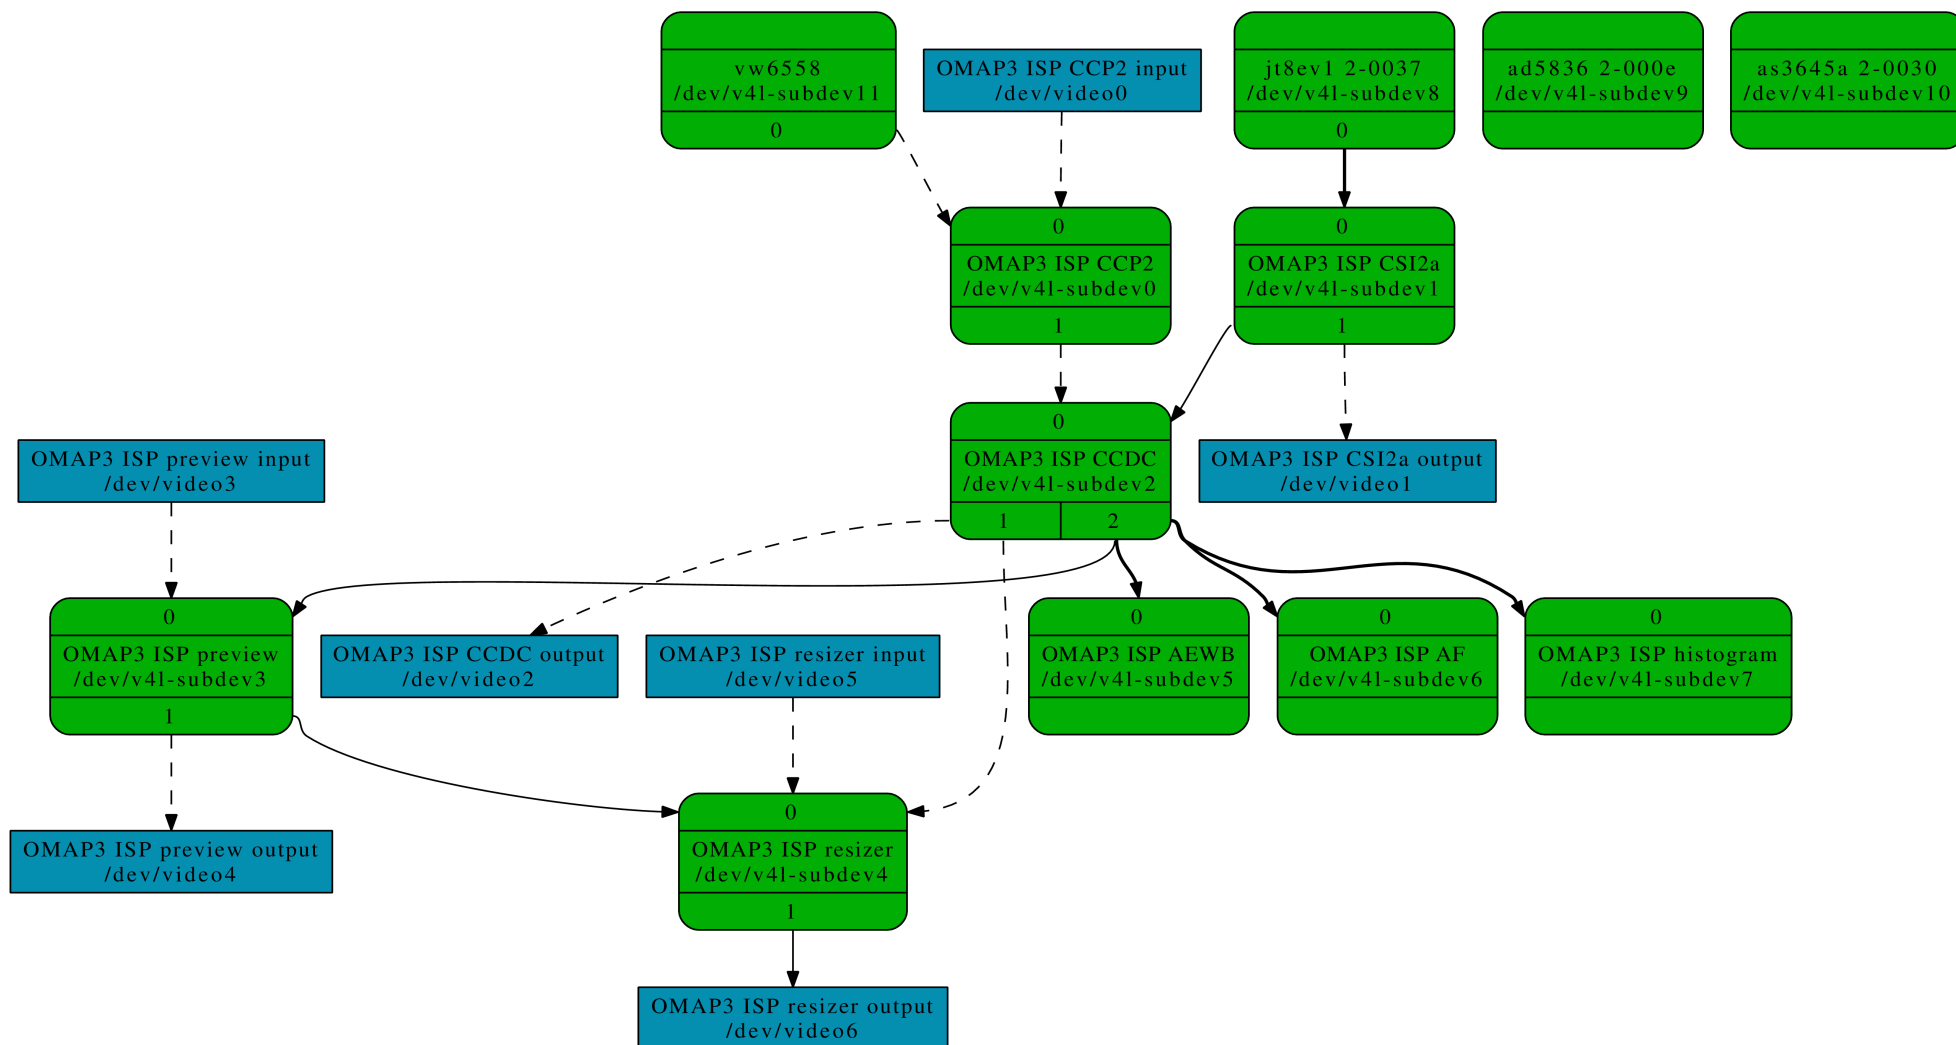 vw6558
/dev/v4l-subdev11
0
OMAP3 ISP CCP2 input
/dev/video0
jt8ev1 2-0037
/dev/v4l-subdev8
0
ad5836 2-000e
/dev/v4l-subdev9
as3645a 2-0030
/dev/v4l-subdev10
0
OMAP3 ISP CCP2
/dev/v4l-subdev0
1
0
OMAP3 ISP CSI2a
/dev/v4l-subdev1
1
OMAP3 ISP preview input
/dev/video3
0
OMAP3 ISP CCDC
/dev/v4l-subdev2
1 2
OMAP3 ISP CSI2a output
/dev/video1
0
OMAP3 ISP preview
/dev/v4l-subdev3
1
OMAP3 ISP CCDC output
/dev/video2
OMAP3 ISP resizer input
/dev/video5
0
OMAP3 ISP AEWB
/dev/v4l-subdev5
0
OMAP3 ISP AF
/dev/v4l-subdev6
0
OMAP3 ISP histogram
/dev/v4l-subdev7
OMAP3 ISP preview output
/dev/video4
0
OMAP3 ISP resizer
/dev/v4l-subdev4
1
OMAP3 ISP resizer output
/dev/video6